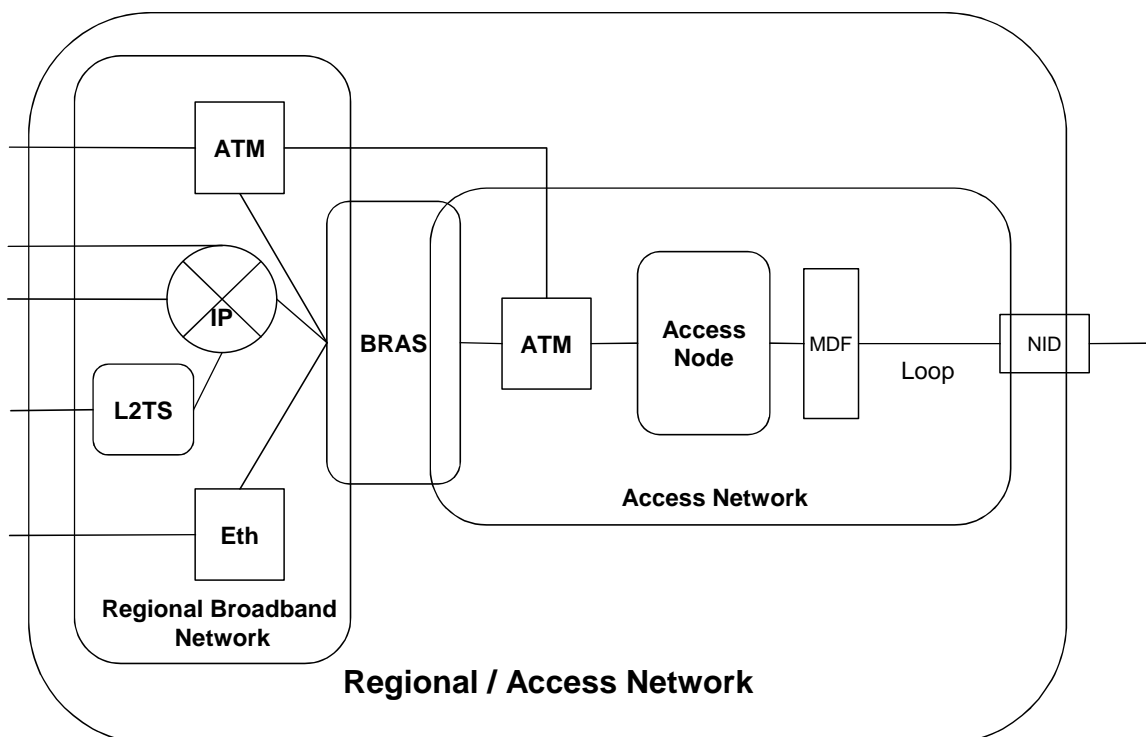 ATM
IP
L2TS
Eth
Regional Broadband
Network
BRAS
ATM
Access
Node
MDF
Loop
NID
Access Network
Regional / Access Network